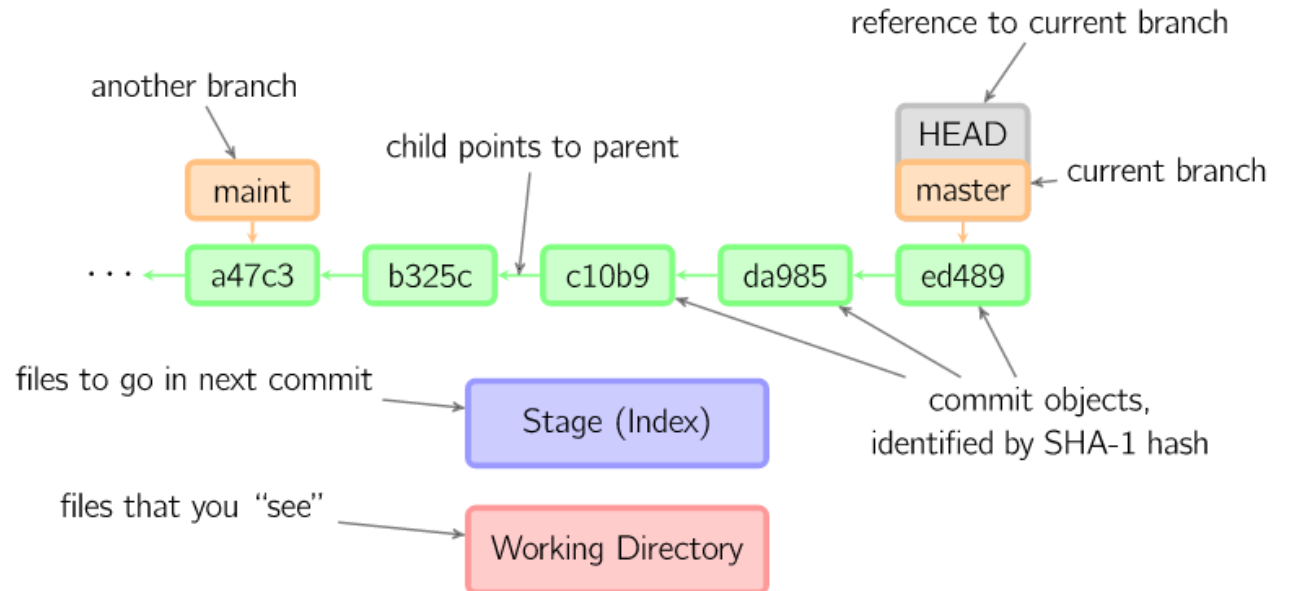 reference to current branch
another branch
HEAD
child points to parent
current branch
maint
master
... a47c3 b325c c10b9 da985 ed489
files to go in next commit
Stage (Index)
commit objects,
identified by SHA-1 hash
files that you “see”
Working Directory